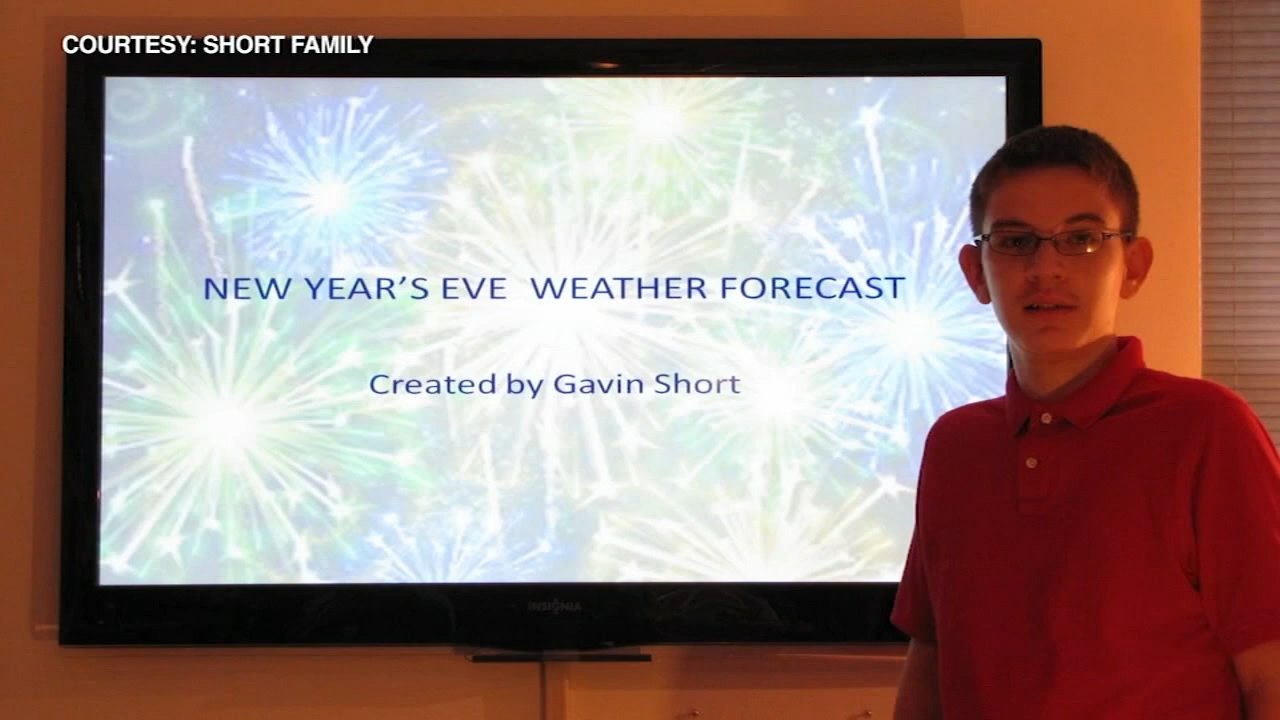 COURTESY: SHORT FAMILY
NEW YEAR'S EVE  WEATHER FORECAST
Created by Gavin Short
INSIGNIA